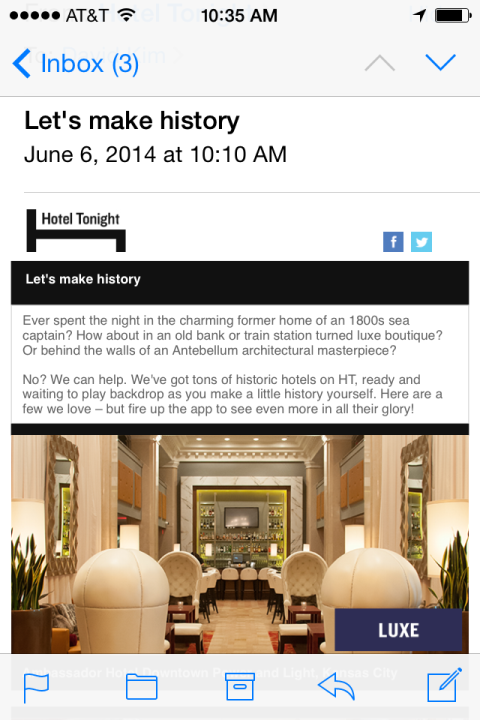 AT&T 10:35 AM
Inbox (3)
Let's make history
June 6, 2014 at 10:10 AM
Hotel Tonight
f
Let's make history
Ever spent the night in the charming former home of an 1800s sea
captain? How about in an old bank or train station turned luxe boutique?
Or behind the walls of an Antebellum architectural masterpiece?
No? We can help. We've got tons of historic hotels on HT, ready and
waiting to play backdrop as you make a little history yourself. Here are a
few we love – but fire up the app to see even more in all their glory!
LUXE
Ambassador Hotel Downtown Power and Light, Kansas City